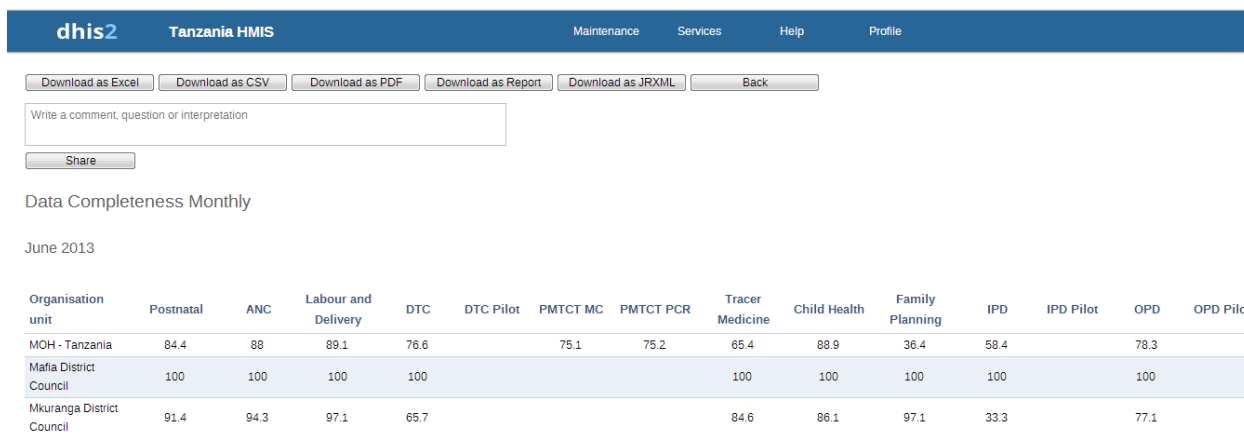 dhis2 Tanzania HMIS Maintenance Services Help Profile
Download as Excel Download as CSV Download as PDF Download as Report Download as JRXML Back
Write a comment, question or interpretation
Share
Data Completeness Monthly
June 2013
Organisation unit Postnatal ANC Labour and Delivery DTC DTC Pilot PMTCT MC PMTCT PCR Tracer Medicine Child Health Family Planning IPD IPD Pilot OPD OPD Pilo
MOH - Tanzania 84.4 88 89.1 76.6 75.1 75.2 65.4 88.9 36.4 58.4 78.3
Mafia District Council 100 100 100 100 100 100 100 100 100
Mkuranga District Council 91.4 94.3 97.1 65.7 84.6 86.1 97.1 33.3 77.1